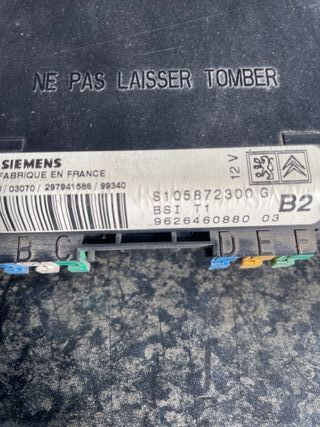 NE PAS LAISSER TOMBER
SIEMENS
FABRIQUE EN FRANCE
/ 03070 / 297941586 / 99340
12 V
S105872300 G
BSI T1
9626460880 03
B2
B C D E F